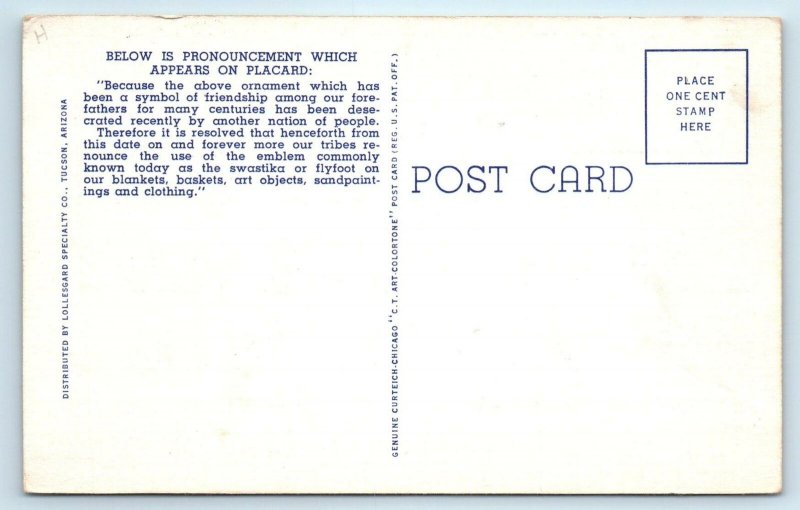 H
BELOW IS PRONOUNCEMENT WHICH
APPEARS ON PLACARD:
"Because the above ornament which has
been a symbol of friendship among our fore-
fathers for many centuries has been dese-
crated recently by another nation of people.
Therefore it is resolved that henceforth from
this date on and forever more our tribes re-
nounce the use of the emblem commonly
known today as the swastika or flyfoot on
our blankets, baskets, art objects, sandpaint-
ings and clothing."
DISTRIBUTED BY LOLLESGARD SPECIALTY CO., TUCSON, ARIZONA
GENUINE CURTEICH-CHICAGO "C.T. ART-COLORTONE" POST CARD (REG. U.S. PAT. OFF.)
POST CARD
PLACE
ONE CENT
STAMP
HERE